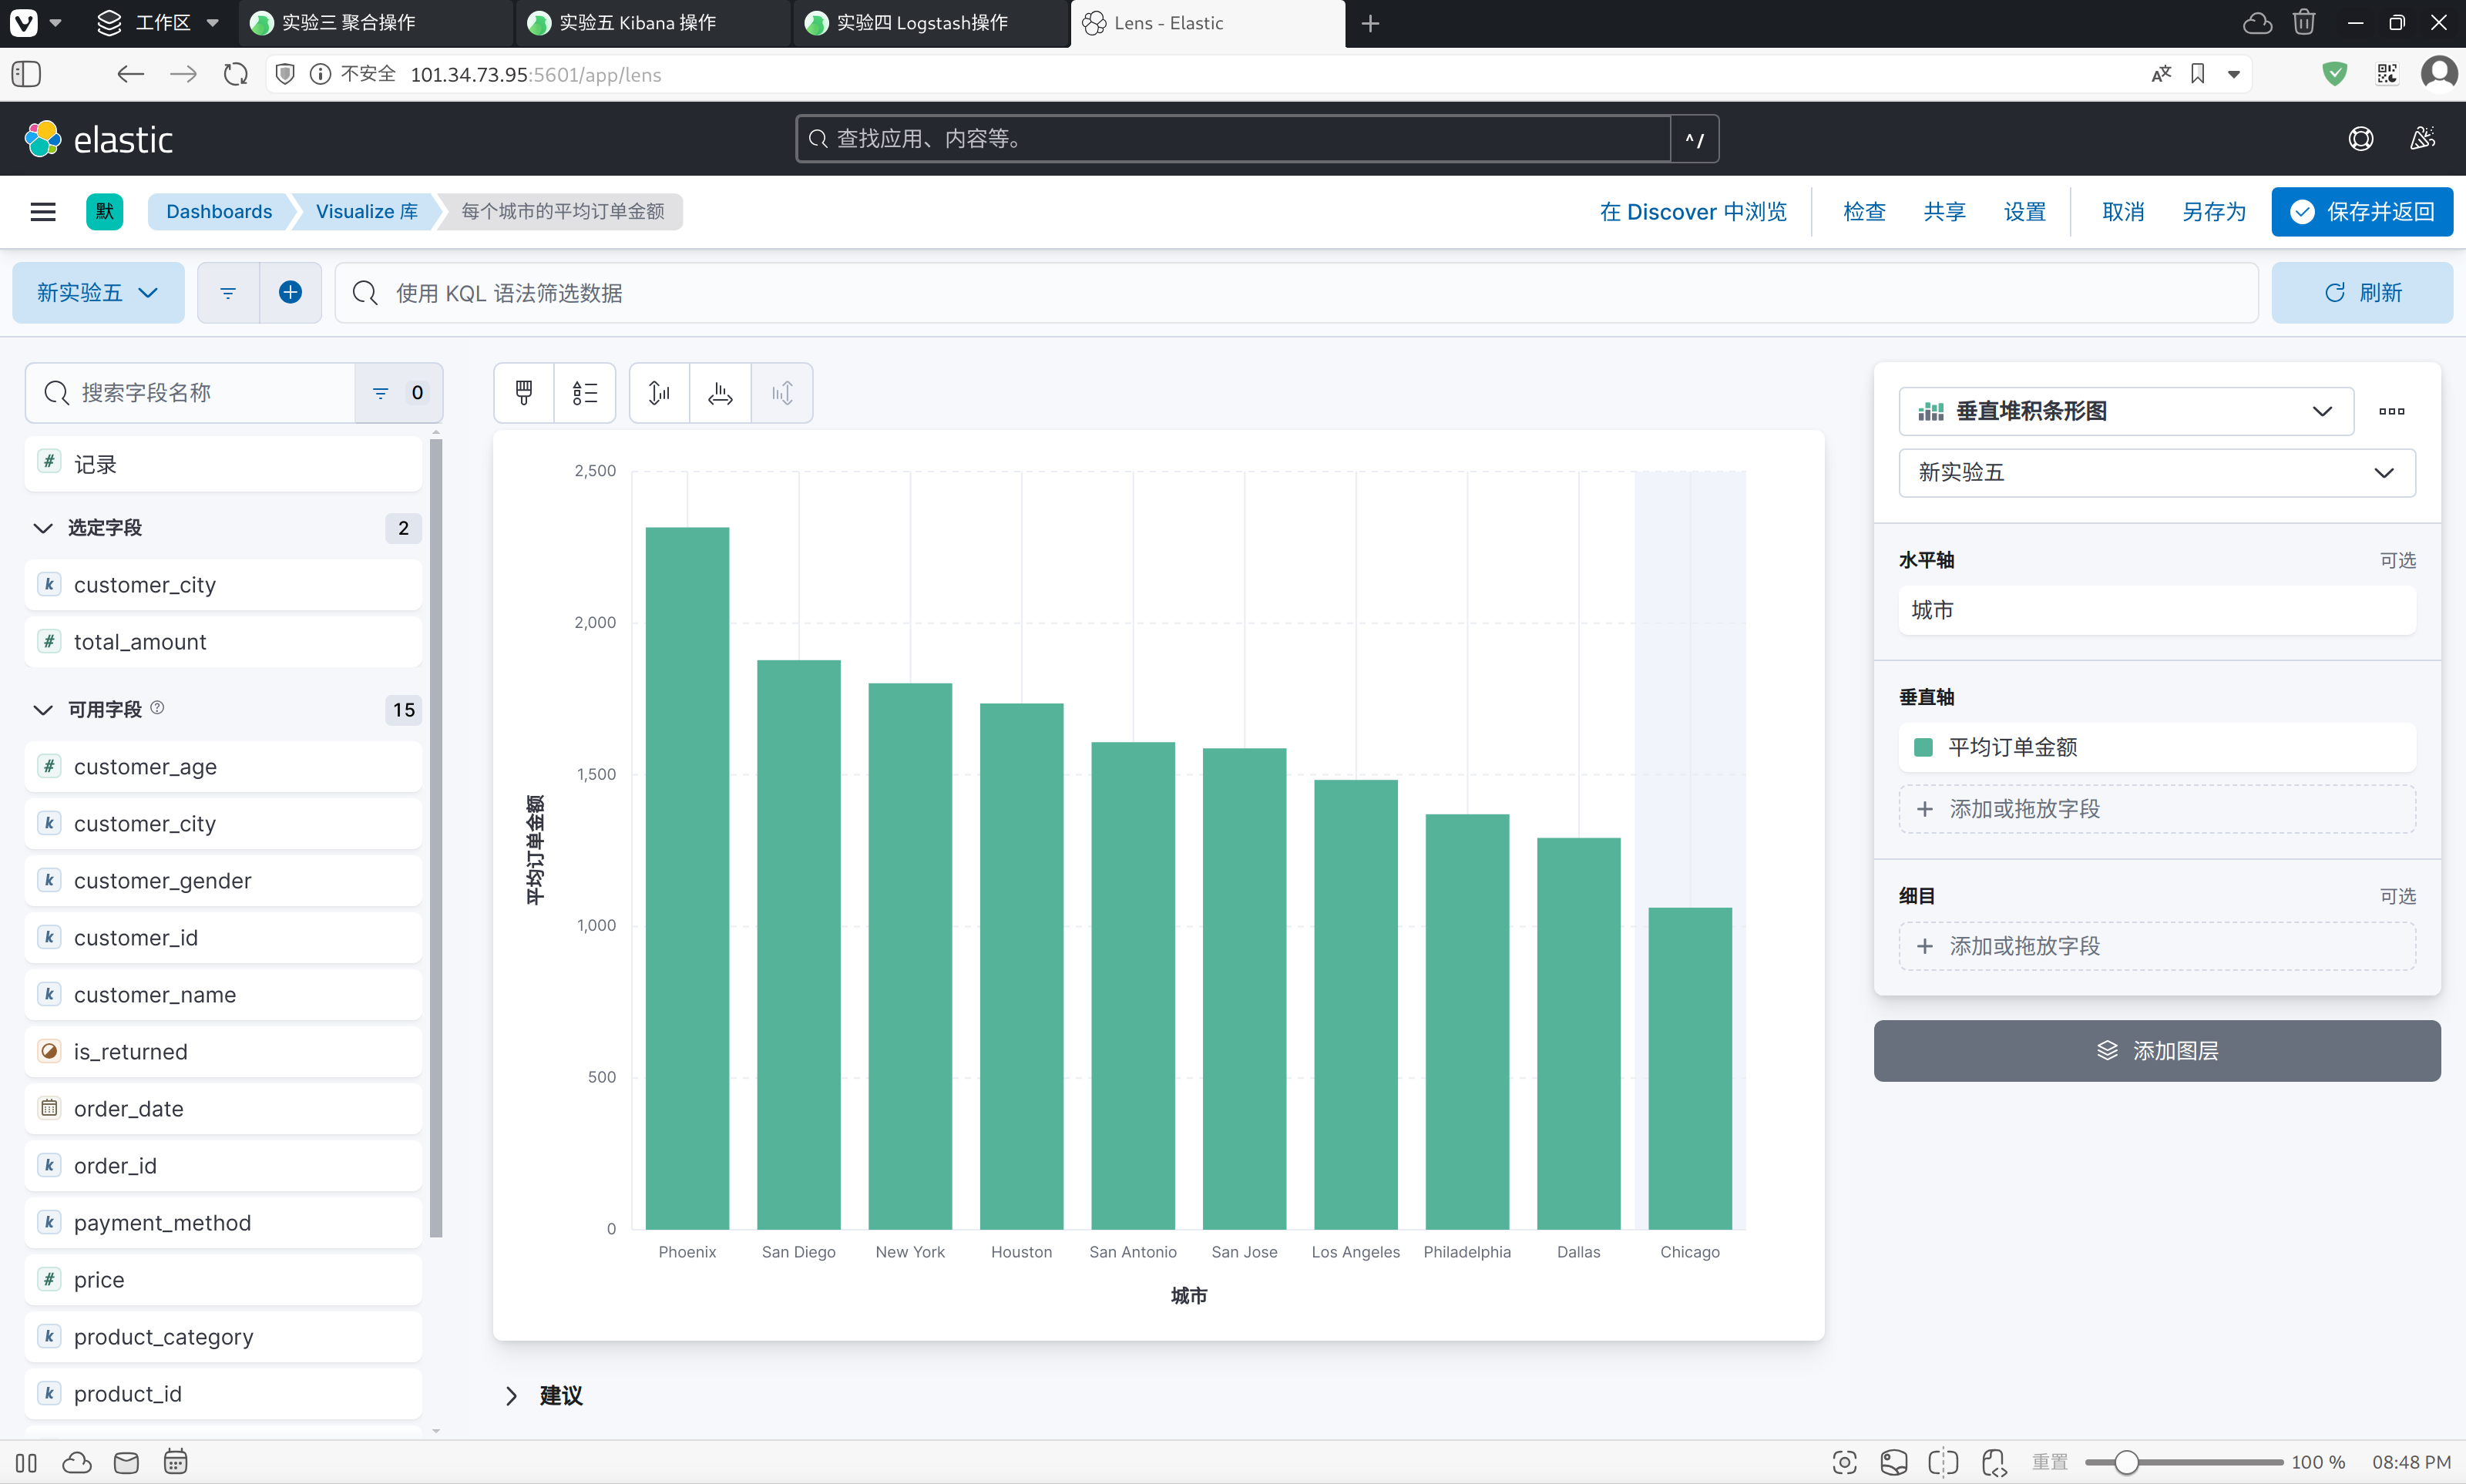 工作区
实验三 聚合操作
实验五 Kibana 操作
实验四 Logstash操作
Lens - Elastic
不安全 101.34.73.95:5601/app/lens
elastic
查找应用、内容等。
^ /
默
Dashboards
Visualize 库
每个城市的平均订单金额
在 Discover 中浏览
检查
共享
设置
取消
另存为
保存并返回
新实验五
使用 KQL 语法筛选数据
刷新
搜索字段名称
0
# 记录
选定字段
2
k customer_city
# total_amount
可用字段
15
# customer_age
k customer_city
k customer_gender
k customer_id
k customer_name
is_returned
order_date
k order_id
k payment_method
# price
k product_category
k product_id
2,500
2,000
1,500
1,000
500
0
平均订单金额
Phoenix
San Diego
New York
Houston
San Antonio
San Jose
Los Angeles
Philadelphia
Dallas
Chicago
城市
建议
垂直堆积条形图
新实验五
水平轴
可选
城市
垂直轴
平均订单金额
+ 添加或拖放字段
细目
可选
+ 添加或拖放字段
添加图层
重置
100 %
08:48 PM